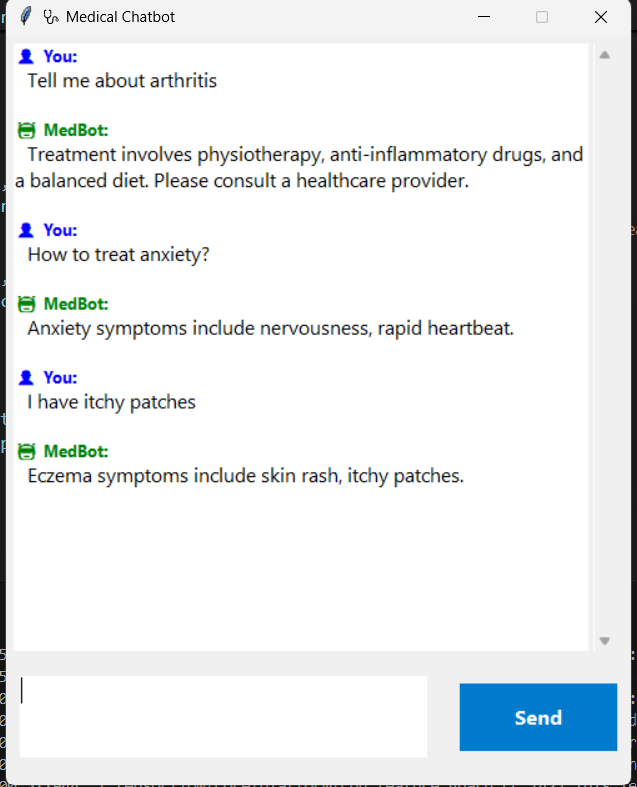 Medical Chatbot
You:
Tell me about arthritis
MedBot:
Treatment involves physiotherapy, anti-inflammatory drugs, and
a balanced diet. Please consult a healthcare provider.
You:
How to treat anxiety?
MedBot:
Anxiety symptoms include nervousness, rapid heartbeat.
You:
I have itchy patches
MedBot:
Eczema symptoms include skin rash, itchy patches.
Send